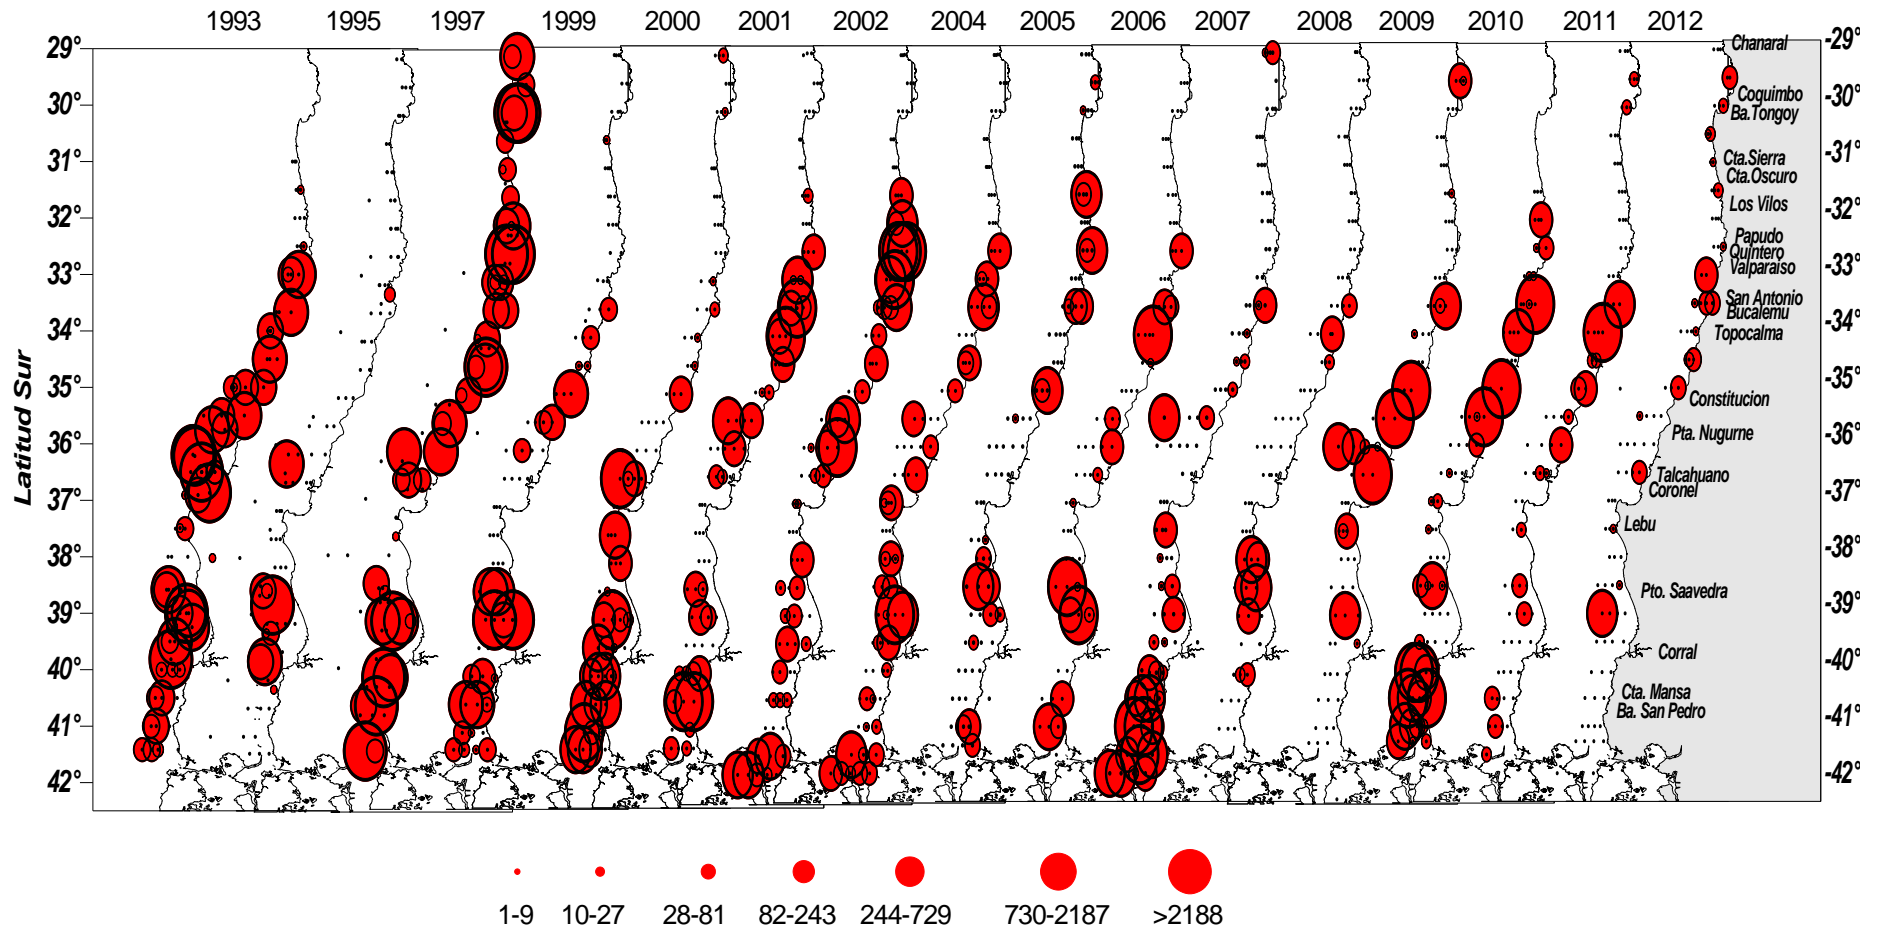 1993 1995 1997 1999 2000 2001 2002 2004 2005 2006 2007 2008 2009 2010 2011 2012
29° -29°
Chanaral
30° -30°
Coquimbo
Ba.Tongoy
31° -31°
Cta.Sierra
Cta.Oscuro
32° -32°
Los Vilos
Papudo
Quintero
33° -33°
Valparaiso
San Antonio
Bucalemu
34° -34°
Topocalma
35° -35°
Constitucion
36° -36°
Pta. Nugurne
Talcahuano
37° -37°
Coronel
Lebu
38° -38°
Pto. Saavedra
39° -39°
Corral
40° -40°
Cta. Mansa
Ba. San Pedro
41° -41°
42° -42°
Latitud Sur
1-9 10-27 28-81 82-243 244-729 730-2187 >2188